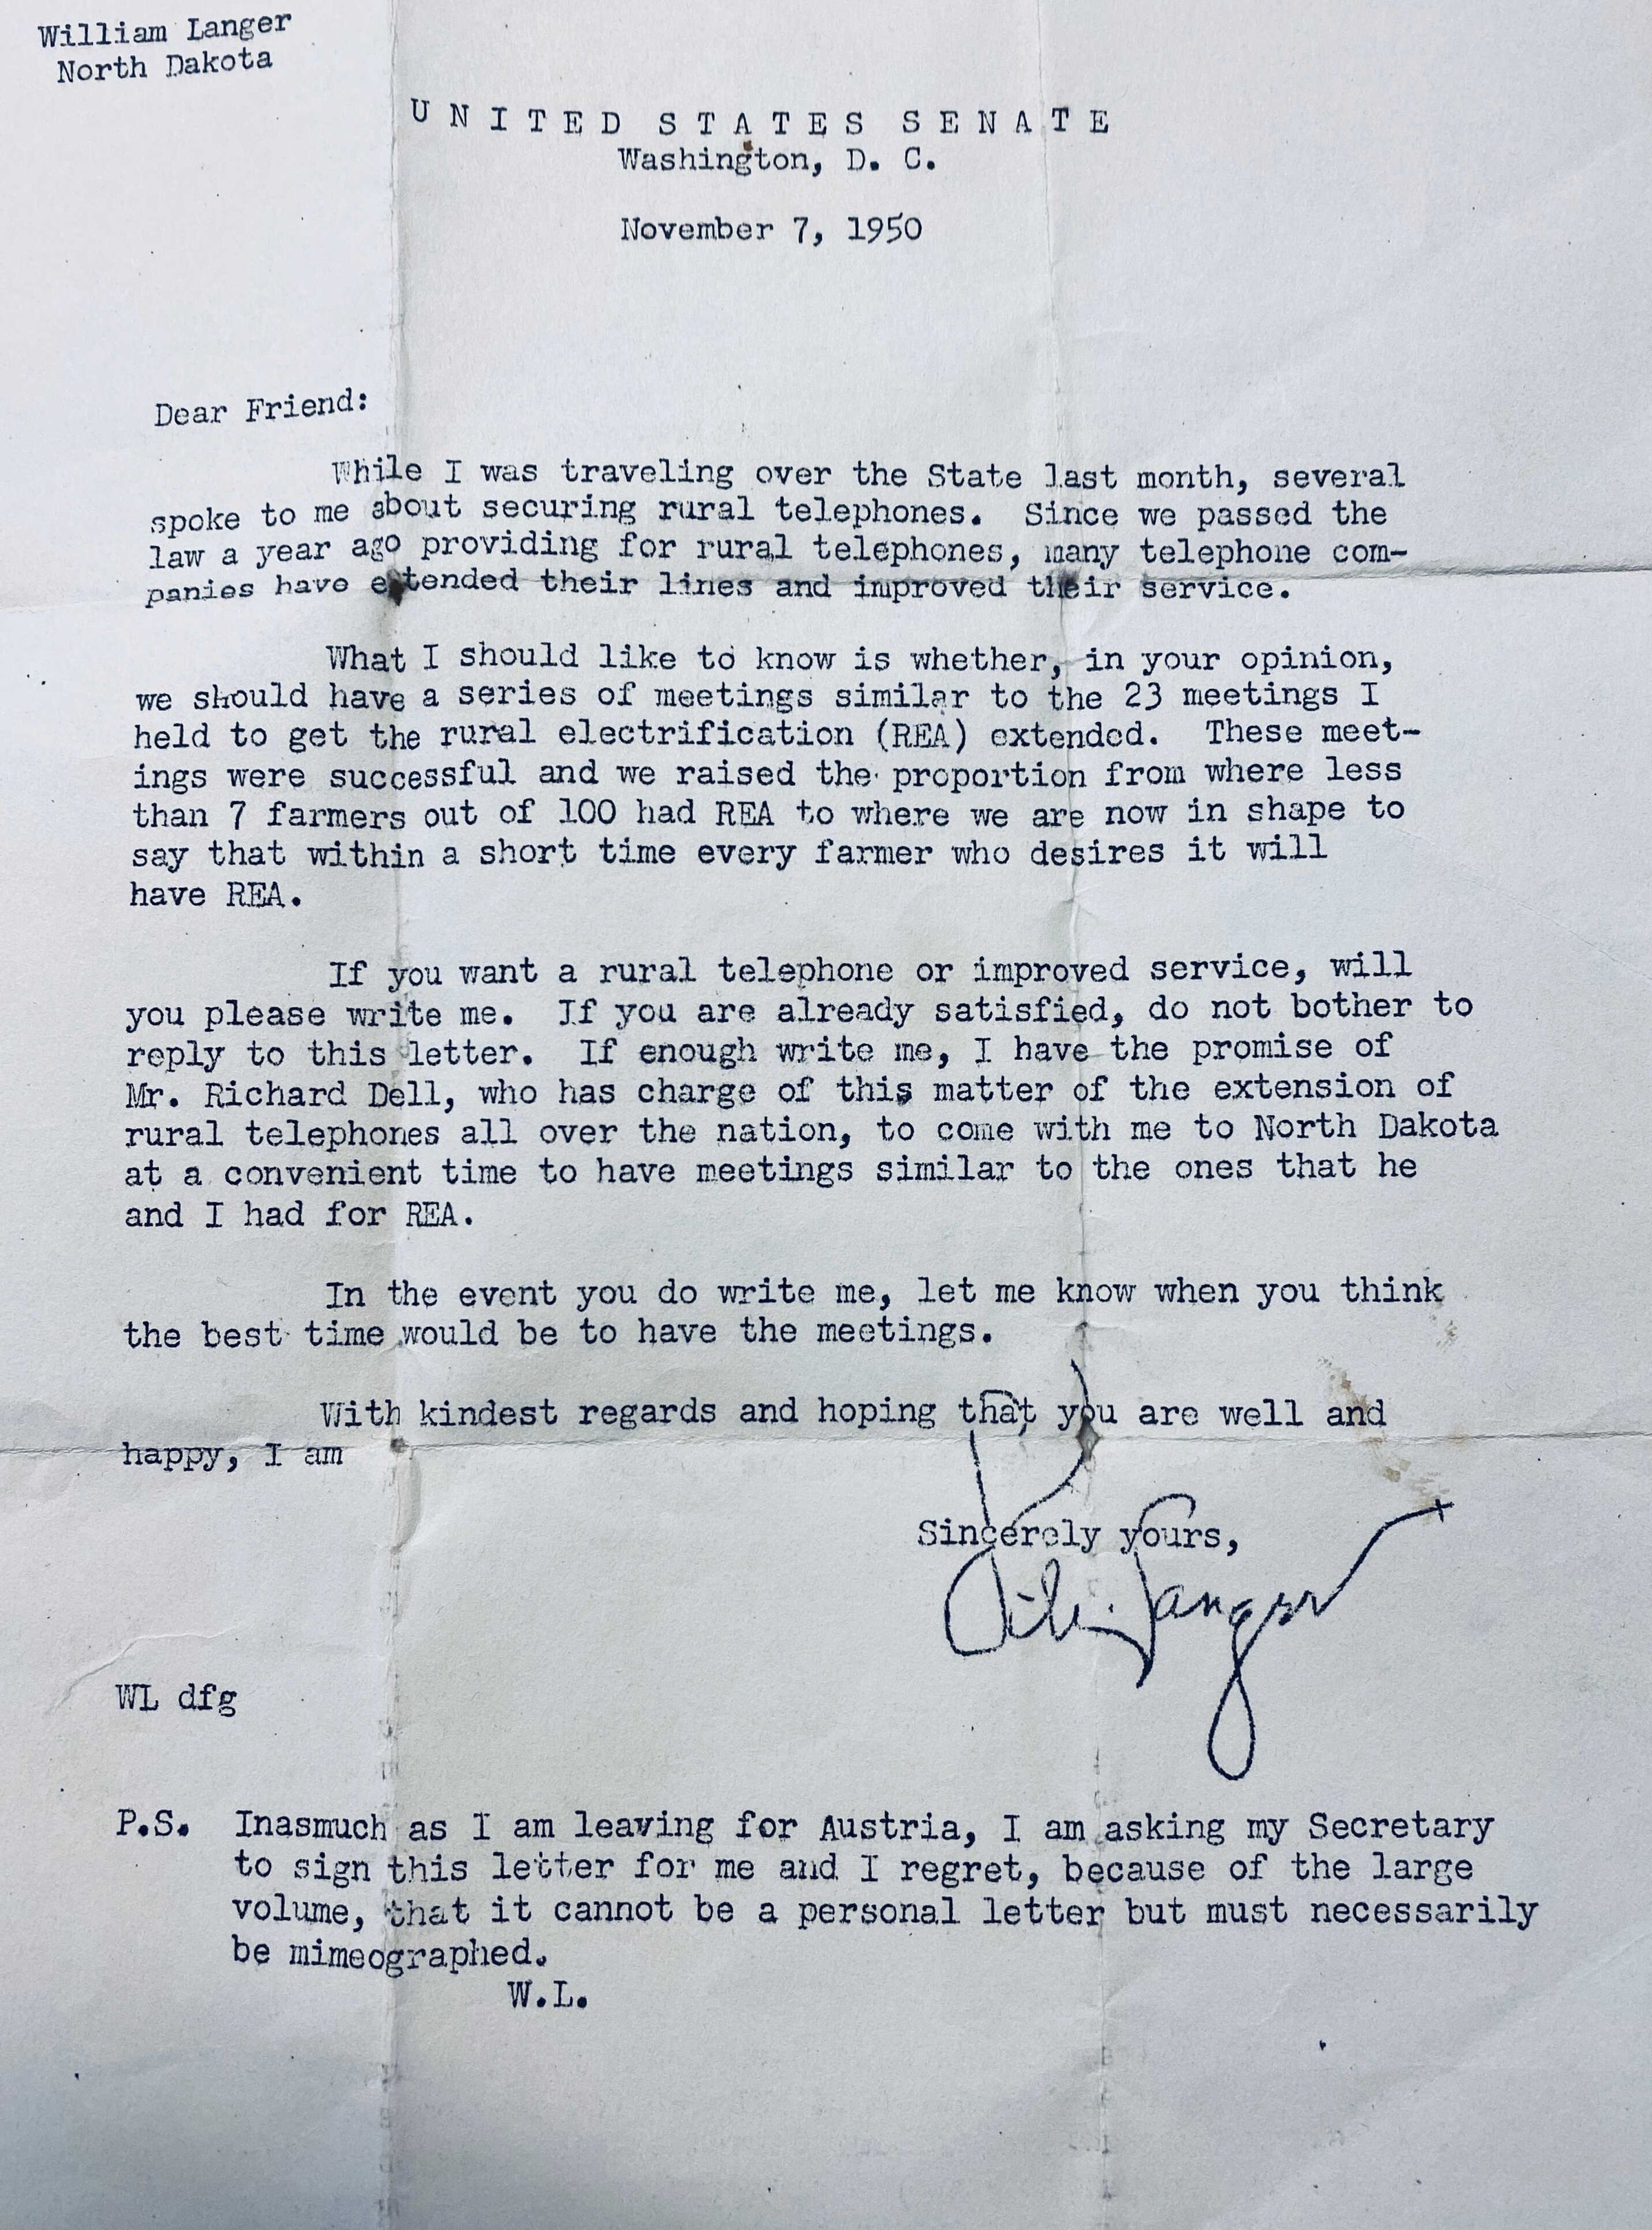 William Langer
North Dakota
UNITED STATES SENATE
Washington, D. C.
November 7, 1950
Dear Friend:
While I was traveling over the State last month, several
spoke to me about securing rural telephones. Since we passed the
law a year ago providing for rural telephones, many telephone com-
panies have extended their lines and improved their service.
What I should like to know is whether, in your opinion,
we should have a series of meetings similar to the 23 meetings I
held to get the rural electrification (REA) extended. These meet-
ings were successful and we raised the proportion from where less
than 7 farmers out of 100 had REA to where we are now in shape to
say that within a short time every farmer who desires it will
have REA.
If you want a rural telephone or improved service, will
you please write me. If you are already satisfied, do not bother to
reply to this letter. If enough write me, I have the promise of
Mr. Richard Dell, who has charge of this matter of the extension of
rural telephones all over the nation, to come with me to North Dakota
at a convenient time to have meetings similar to the ones that he
and I had for REA.
In the event you do write me, let me know when you think
the best time would be to have the meetings.
With kindest regards and hoping that you are well and
happy, I am
Sincerely yours,
William Langer
WL dfg
P.S. Inasmuch as I am leaving for Austria, I am asking my Secretary
to sign this letter for me and I regret, because of the large
volume, that it cannot be a personal letter but must necessarily
be mimeographed.
W.L.